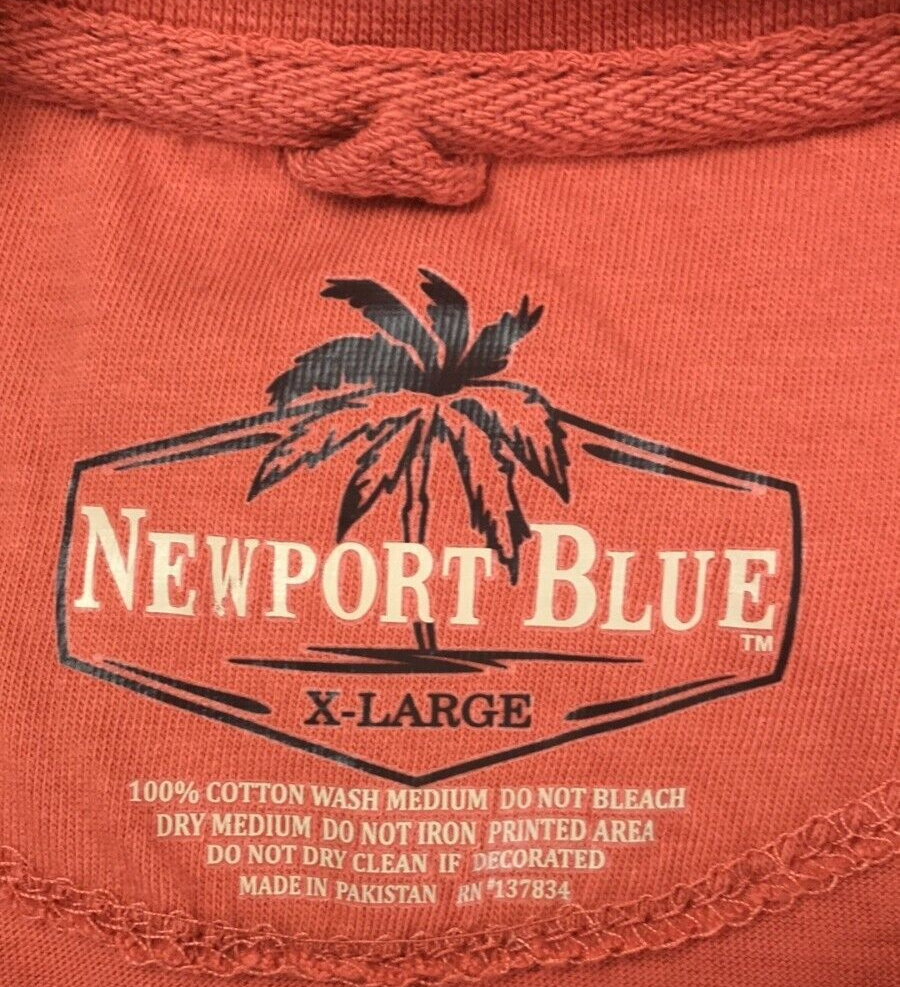 NEWPORT BLUE
TM
X-LARGE
100% COTTON WASH MEDIUM DO NOT BLEACH
DRY MEDIUM DO NOT IRON PRINTED AREA
DO NOT DRY CLEAN IF DECORATED
MADE IN PAKISTAN RN #137834